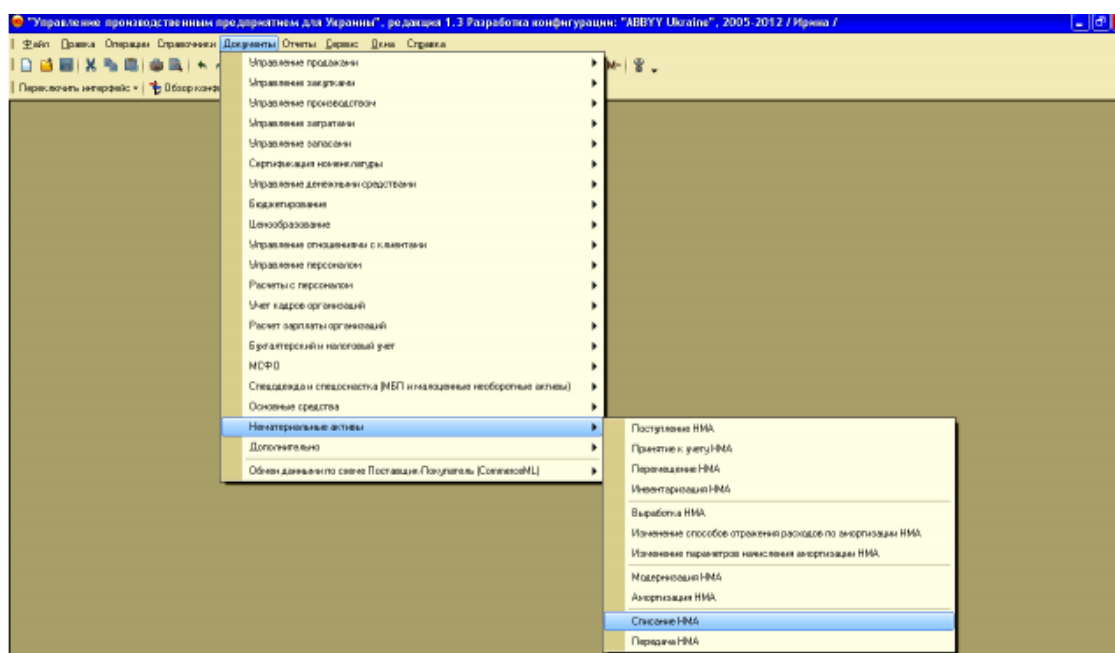 "Управление производственным предприятием для Украины", редакция 1.3 Разработка конфигурации: "ABBYY Ukraine", 2005-2012 / Ирина /
Файл Правка Операции Справочники Документы Отчеты Сервис Окна Справка
M-
Переключить интерфейс Обзор конф
Управление продажами
Управление закупками
Управление производством
Управление затратами
Управление запасами
Сертификация номенклатуры
Управление денежными средствами
Бюджетирование
Ценообразование
Управление отношениями с клиентами
Управление персоналом
Расчеты с персоналом
Учет кадров организаций
Расчет зарплаты организаций
Бухгалтерский и налоговый учет
МСФО
Спецодежда и спецоснастка (МБП и малоценные необоротные активы)
Основные средства
Нематериальные активы
Дополнительно
Обмен данными по схеме Поставщик-Покупатель (CommerceML)
Поступление НМА
Принятие к учету НМА
Перемещение НМА
Инвентаризация НМА
Выработка НМА
Изменение способов отражения расходов по амортизации НМА
Изменение параметров начисления амортизации НМА
Модернизация НМА
Амортизация НМА
Списание НМА
Передача НМА